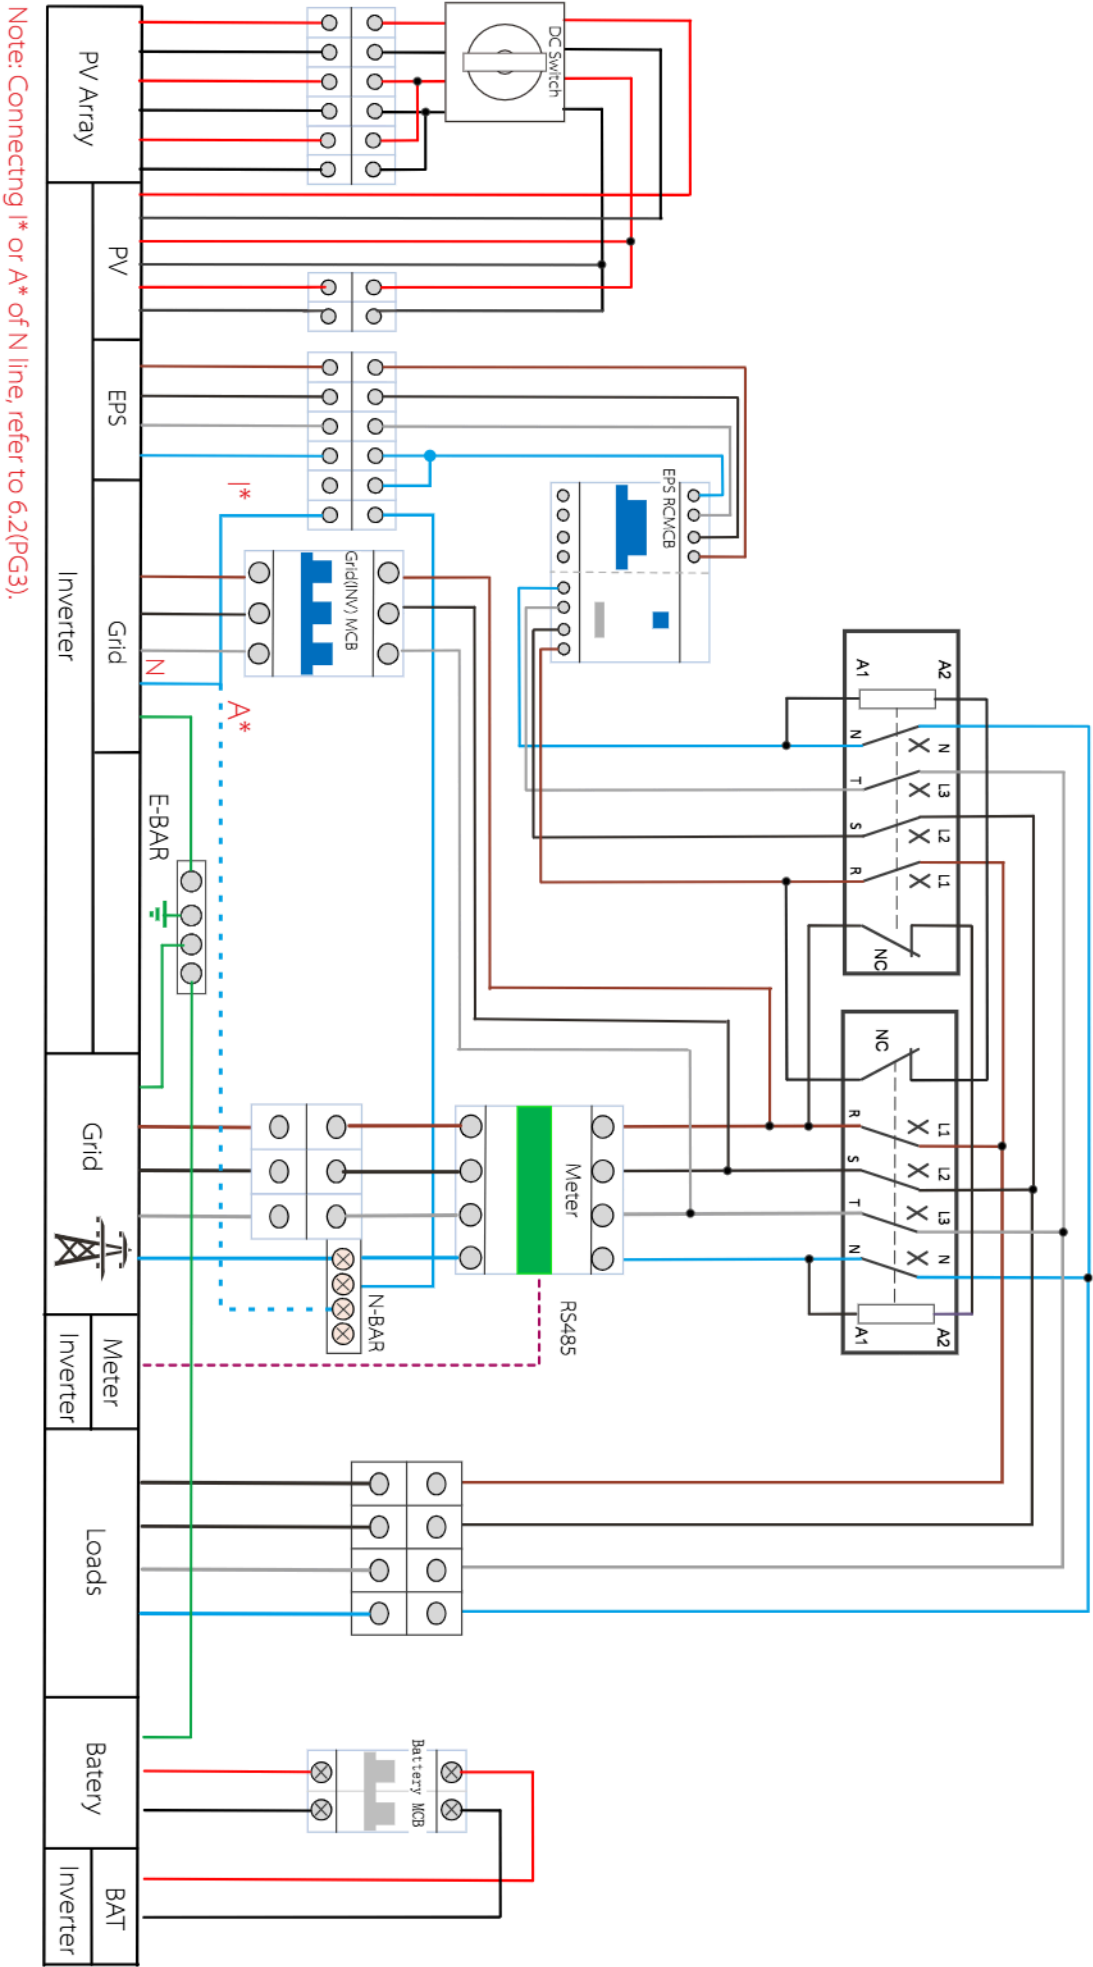 Note: Connectng I* or A* of N line, refer to 6.2(PG3).
PV Array
PV
EPS
Grid
Inverter
Grid
Meter
Inverter
Loads
Batery
BAT
Inverter
DC Switch
EPS RCMCB
I*
Grid(INV) MCB
N
A*
E-BAR
A1
A2
N
N
T
L3
S
L2
R
L1
NC
NC
R
L1
S
L2
T
L3
N
N
A1
A2
Meter
RS485
N-BAR
Battery MCB